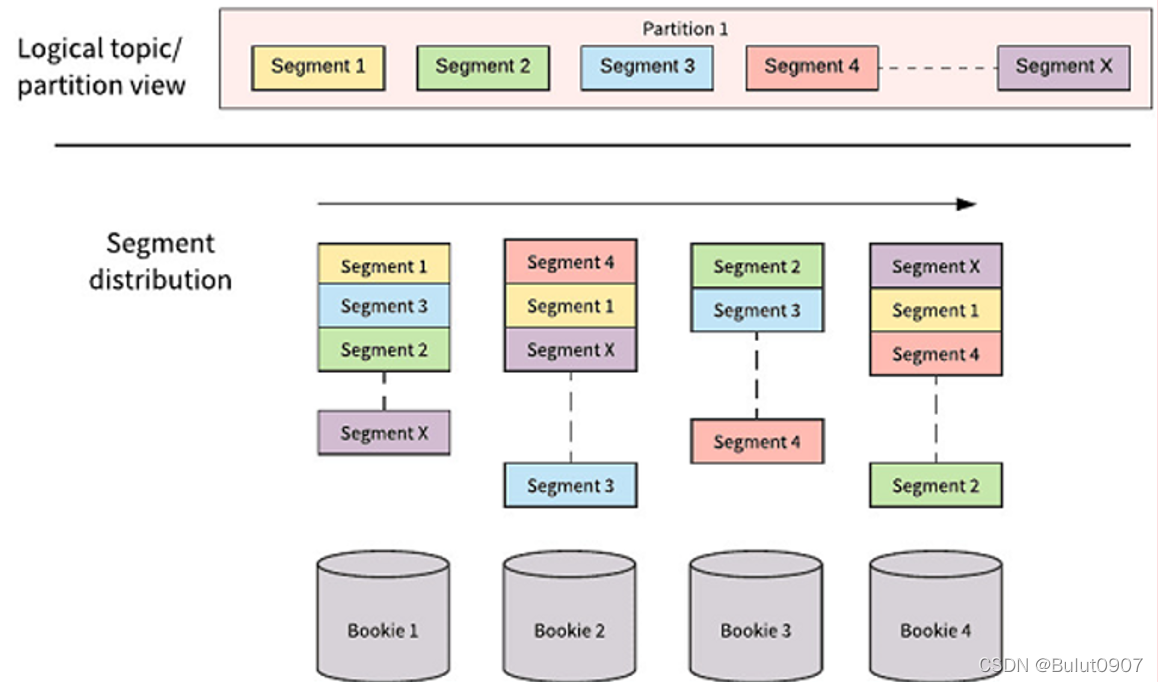 Logical topic/
partition view
Partition 1
Segment 1
Segment 2
Segment 3
Segment 4
Segment X
Segment
distribution
Segment 1
Segment 3
Segment 2
Segment X
Segment 4
Segment 1
Segment X
Segment 3
Segment 2
Segment 3
Segment 4
Segment X
Segment 1
Segment 4
Segment 2
Bookie 1
Bookie 2
Bookie 3
Bookie 4
CSDN @Bulut0907